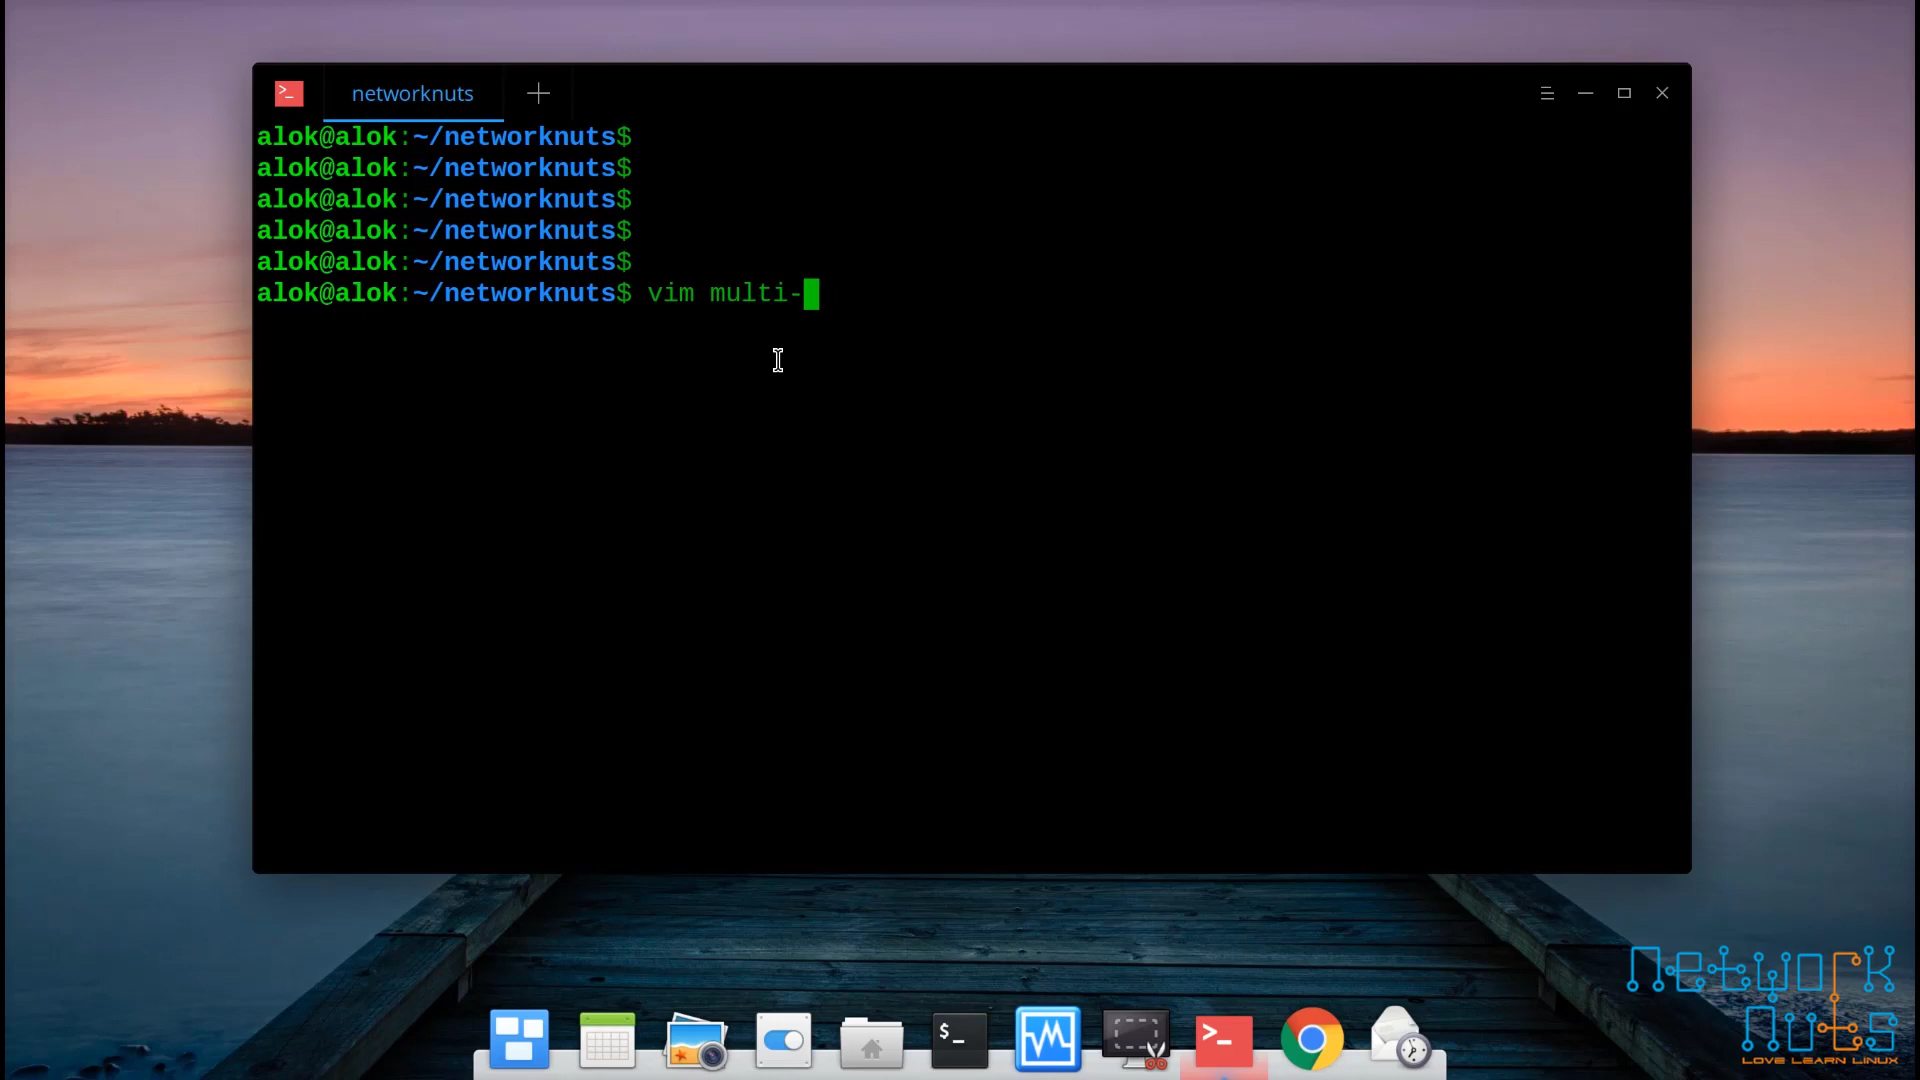 networknuts
alok@alok:~/networknuts$
alok@alok:~/networknuts$
alok@alok:~/networknuts$
alok@alok:~/networknuts$
alok@alok:~/networknuts$
alok@alok:~/networknuts$ vim multi-
$_
>_
network
nuts
LOVE LEARN LINUX